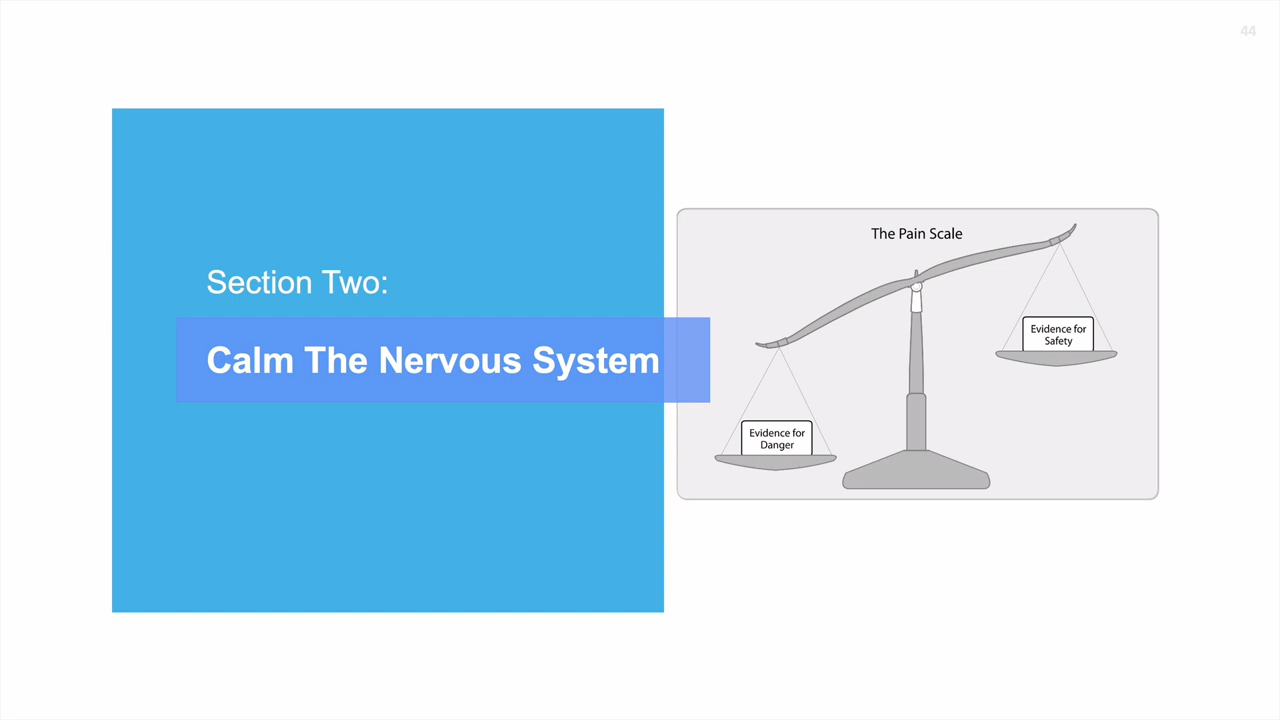 44
Section Two:
Calm The Nervous System
The Pain Scale
Evidence for
Safety
Evidence for
Danger